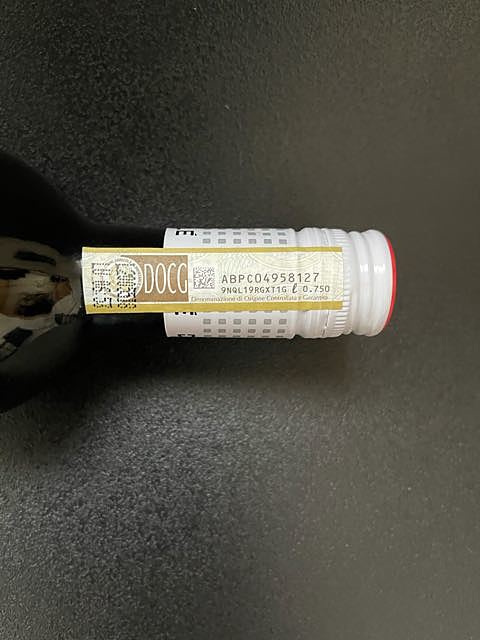 DOCG
ABPC04958127
9NQL19RGXT1G ℓ 0.750
Denominazione di Origine Controllata e Garantita